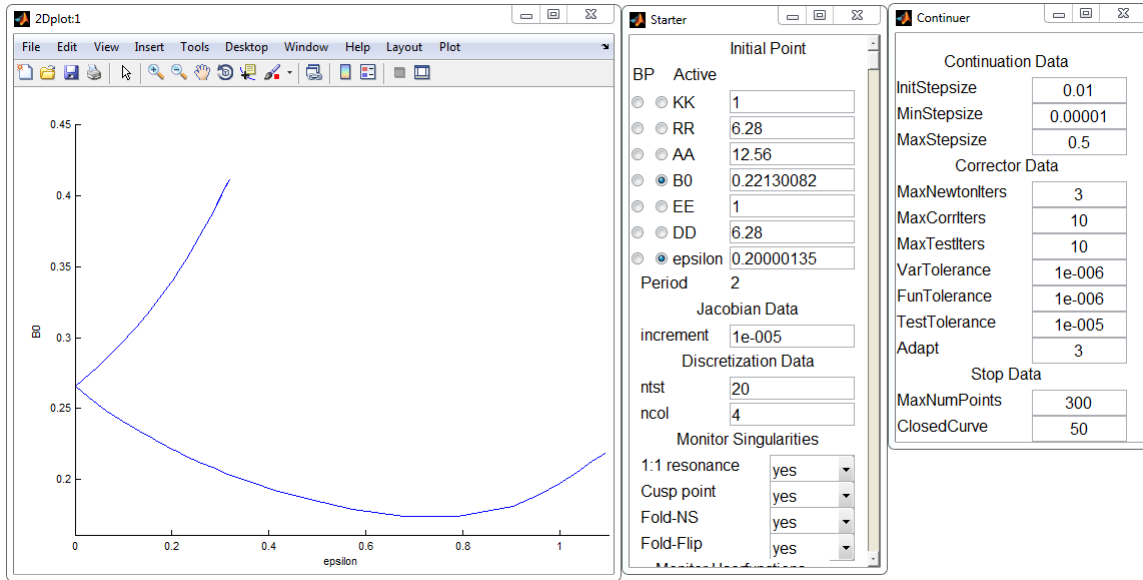 2Dplot:1
File Edit View Insert Tools Desktop Window Help Layout Plot
0.45
0.4
0.35
0.3
0.25
0.2
B0
0 0.2 0.4 0.6 0.8 1
epsilon
Starter
Initial Point
BP Active
KK 1
RR 6.28
AA 12.56
B0 0.22130082
EE 1
DD 6.28
epsilon 0.20000135
Period 2
Jacobian Data
increment 1e-005
Discretization Data
ntst 20
ncol 4
Monitor Singularities
1:1 resonance yes
Cusp point yes
Fold-NS yes
Fold-Flip yes
Monitor Userfunctions
Continuer
Continuation Data
InitStepsize 0.01
MinStepsize 0.00001
MaxStepsize 0.5
Corrector Data
MaxNewtonIters 3
MaxCorrIters 10
MaxTestIters 10
VarTolerance 1e-006
FunTolerance 1e-006
TestTolerance 1e-005
Adapt 3
Stop Data
MaxNumPoints 300
ClosedCurve 50